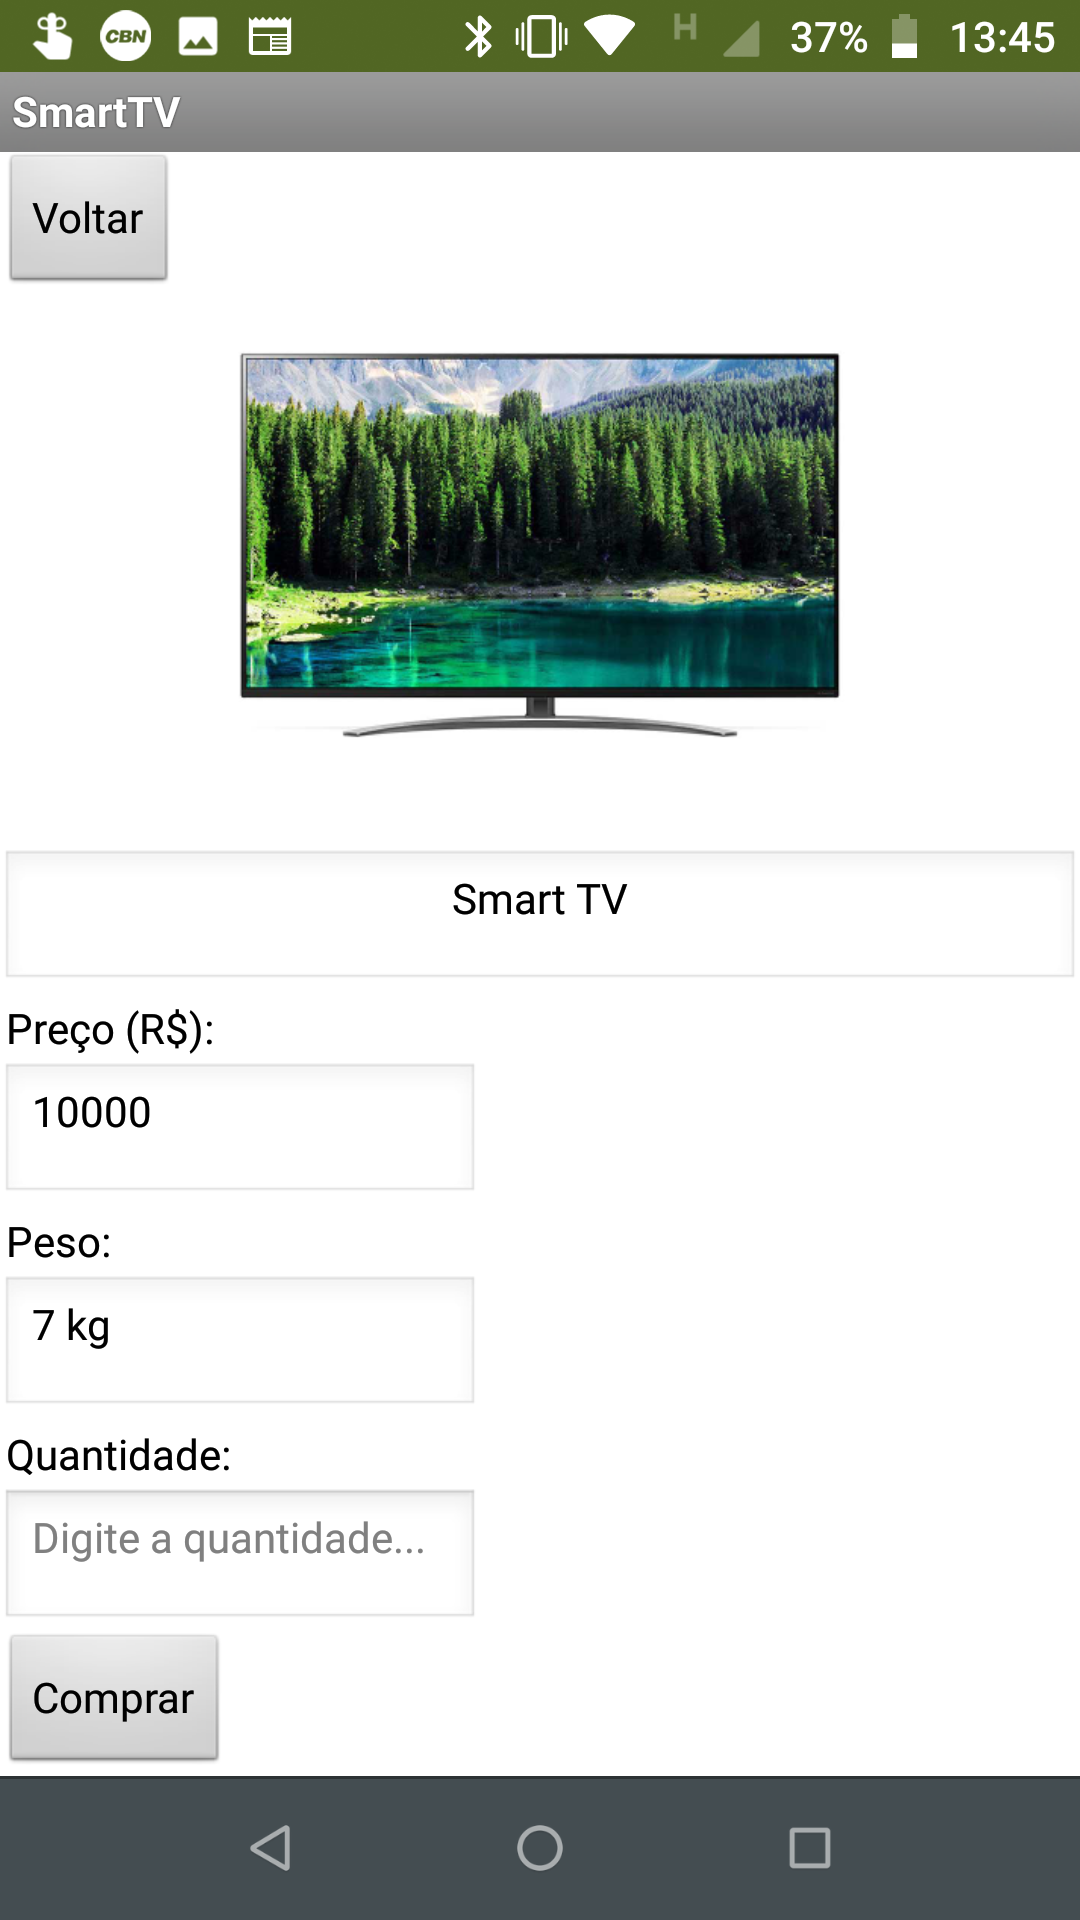 CBN H 37% 13:45
SmartTV
Voltar
Smart TV
Preço (R$):
10000
Peso:
7 kg
Quantidade:
Digite a quantidade...
Comprar